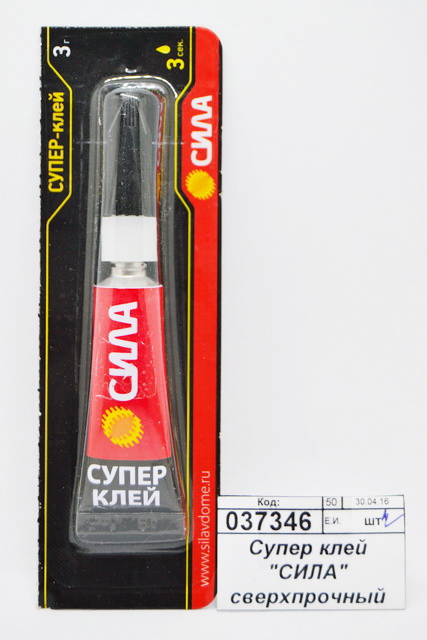 СУПЕР-клей
3 г
3 сек.
СИЛА
СИЛА
СУПЕР
КЛЕЙ
www.silavdome.ru
Код: 50 30.04.16
037346 Е.И. шт
Супер клей
"СИЛА"
сверхпрочный